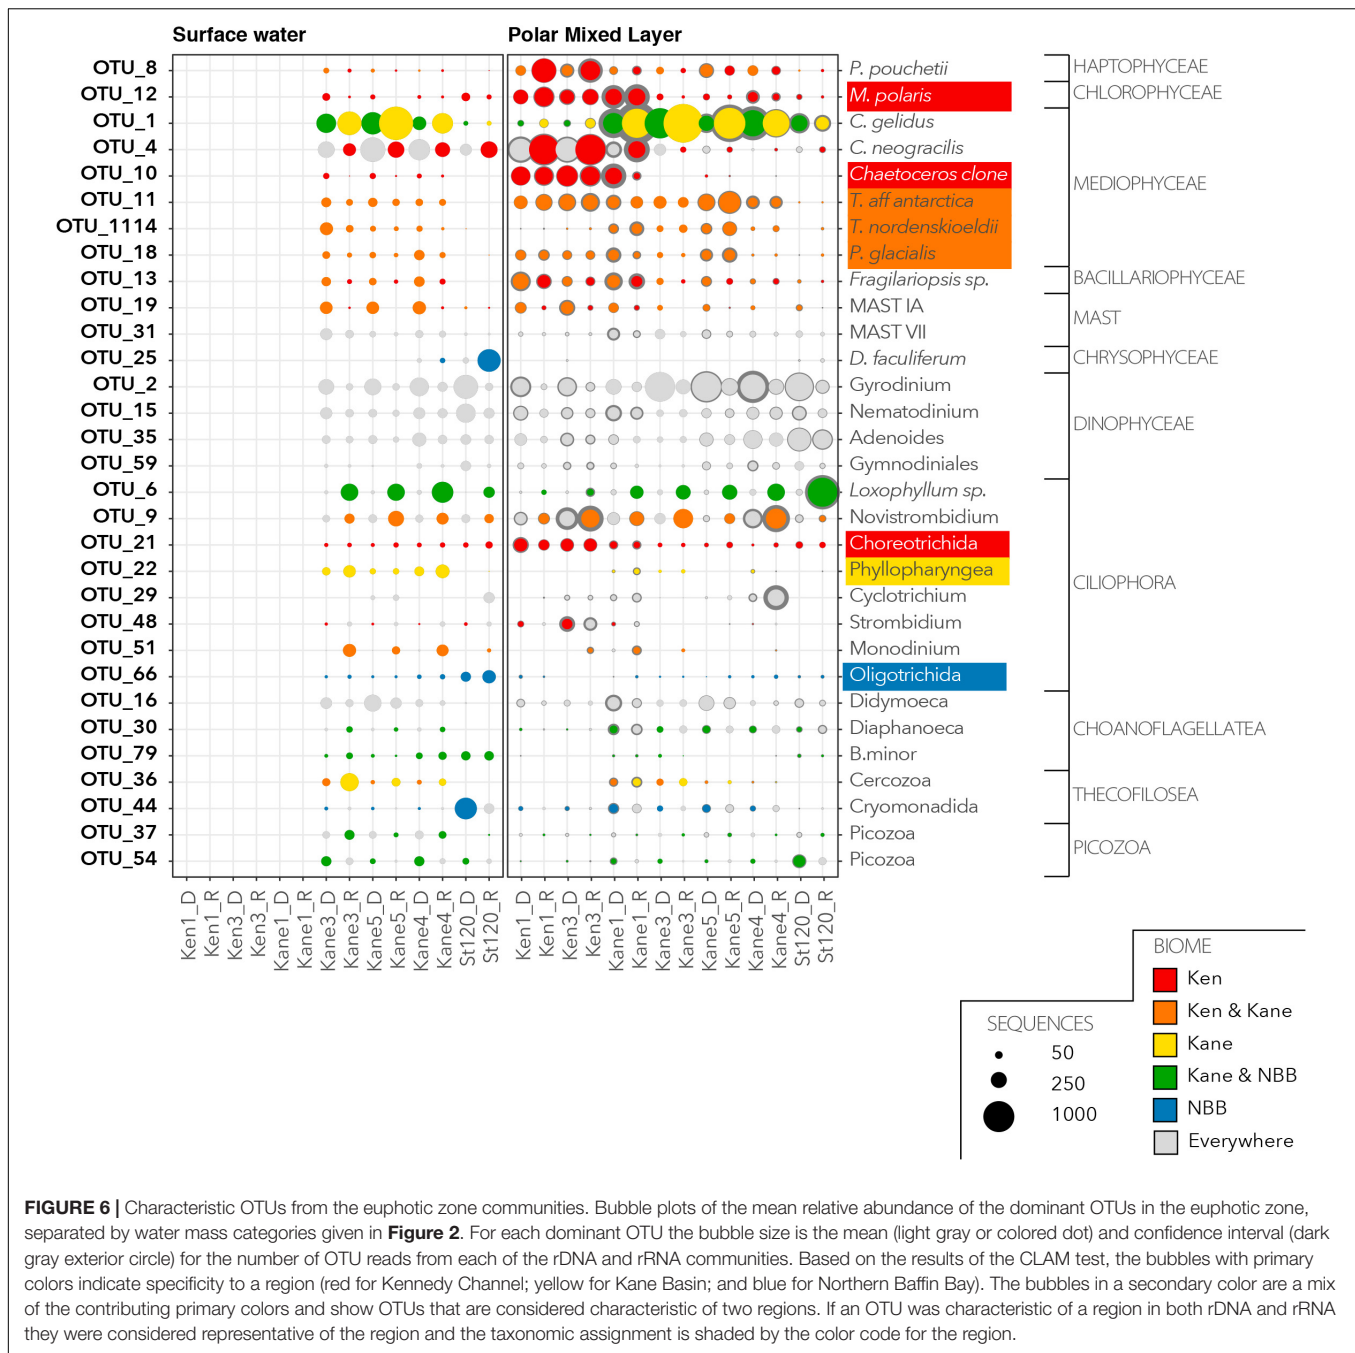 Surface water
Polar Mixed Layer
OTU_8
P. pouchetii
HAPTOPHYCEAE
OTU_12
M. polaris
CHLOROPHYCEAE
OTU_1
C. gelidus
OTU_4
C. neogracilis
OTU_10
Chaetoceros clone
MEDIOPHYCEAE
OTU_11
T. aff antarctica
OTU_1114
T. nordenskioeldii
OTU_18
P. glacialis
OTU_13
Fragilariopsis sp.
BACILLARIOPHYCEAE
OTU_19
MAST IA
MAST
OTU_31
MAST VII
OTU_25
D. faculiferum
CHRYSOPHYCEAE
OTU_2
Gyrodinium
OTU_15
Nematodinium
DINOPHYCEAE
OTU_35
Adenoides
OTU_59
Gymnodiniales
OTU_6
Loxophyllum sp.
OTU_9
Novistrombidium
OTU_21
Choreotrichida
OTU_22
Phyllopharyngea
CILIOPHORA
OTU_29
Cyclotrichium
OTU_48
Strombidium
OTU_51
Monodinium
OTU_66
Oligotrichida
OTU_16
Didymoeca
OTU_30
Diaphanoeca
CHOANOFLAGELLATEA
OTU_79
B.minor
OTU_36
Cercozoa
THECOFILOSEA
OTU_44
Cryomonadida
OTU_37
Picozoa
PICOZOA
OTU_54
Picozoa
Ken1_D
Ken1_R
Ken3_D
Ken3_R
Kane1_D
Kane1_R
Kane3_D
Kane3_R
Kane5_D
Kane5_R
Kane4_D
Kane4_R
St120_D
St120_R
Ken1_D
Ken1_R
Ken3_D
Ken3_R
Kane1_D
Kane1_R
Kane3_D
Kane3_R
Kane5_D
Kane5_R
Kane4_D
Kane4_R
St120_D
St120_R
SEQUENCES
50
250
1000
BIOME
Ken
Ken & Kane
Kane
Kane & NBB
NBB
Everywhere
FIGURE 6 | Characteristic OTUs from the euphotic zone communities. Bubble plots of the mean relative abundance of the dominant OTUs in the euphotic zone,
separated by water mass categories given in Figure 2. For each dominant OTU the bubble size is the mean (light gray or colored dot) and confidence interval (dark
gray exterior circle) for the number of OTU reads from each of the rDNA and rRNA communities. Based on the results of the CLAM test, the bubbles with primary
colors indicate specificity to a region (red for Kennedy Channel; yellow for Kane Basin; and blue for Northern Baffin Bay). The bubbles in a secondary color are a mix
of the contributing primary colors and show OTUs that are considered characteristic of two regions. If an OTU was characteristic of a region in both rDNA and rRNA
they were considered representative of the region and the taxonomic assignment is shaded by the color code for the region.